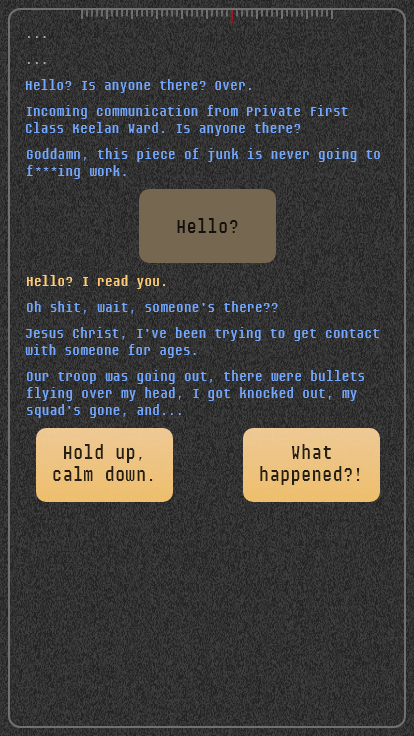 ...
...
Hello? Is anyone there? Over.
Incoming communication from Private First
Class Keelan Ward. Is anyone there?
Goddamn, this piece of junk is never going to
f***ing work.
Hello?
Hello? I read you.
Oh shit, wait, someone's there??
Jesus Christ, I've been trying to get contact
with someone for ages.
Our troop was going out, there were bullets
flying over my head, I got knocked out, my
squad's gone, and...
Hold up,
calm down.
What
happened?!